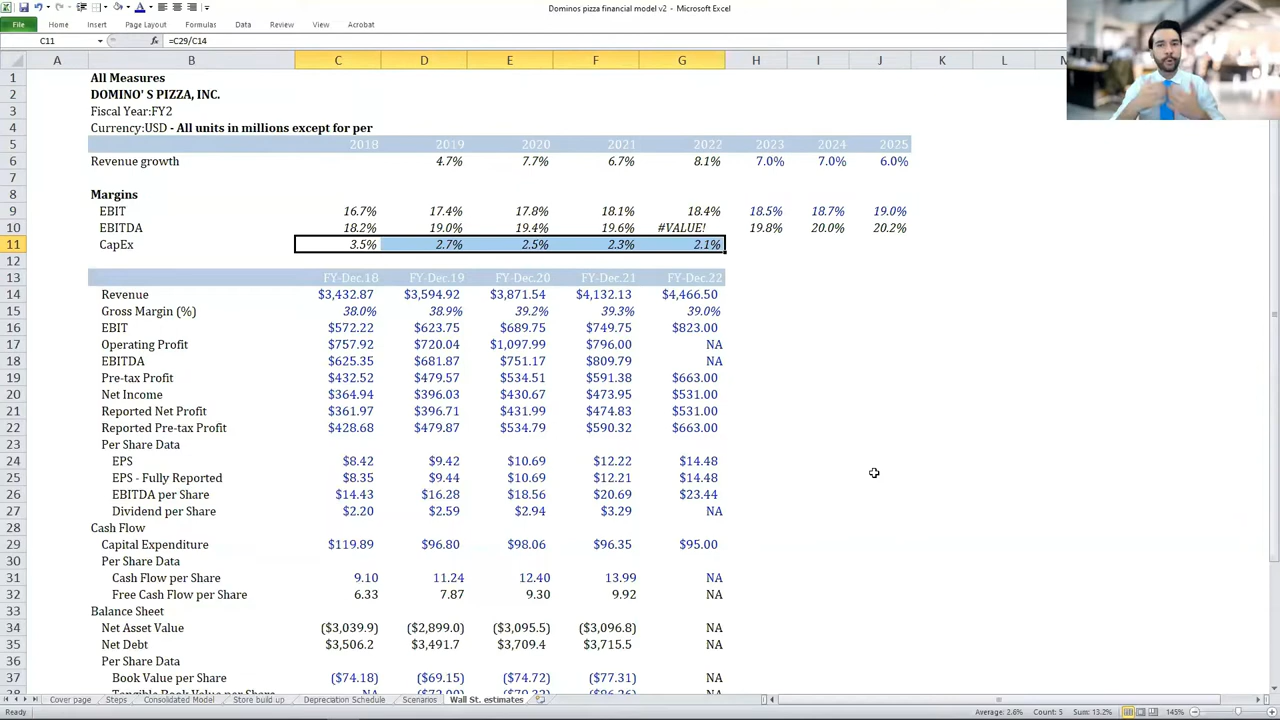 Dominos pizza financial model v2 - Microsoft Excel
File Home Insert Page Layout Formulas Data Review View Acrobat
C11 fx =C29/C14
A B C D E F G H I J K L M
1 All Measures
2 DOMINO' S PIZZA, INC.
3 Fiscal Year:FY2
4 Currency:USD - All units in millions except for per
5 2018 2019 2020 2021 2022 2023 2024 2025
6 Revenue growth 4.7% 7.7% 6.7% 8.1% 7.0% 7.0% 6.0%
7
8 Margins
9 EBIT 16.7% 17.4% 17.8% 18.1% 18.4% 18.5% 18.7% 19.0%
10 EBITDA 18.2% 19.0% 19.4% 19.6% #VALUE! 19.8% 20.0% 20.2%
11 CapEx 3.5% 2.7% 2.5% 2.3% 2.1%
12
13 FY-Dec.18 FY-Dec.19 FY-Dec.20 FY-Dec.21 FY-Dec.22
14 Revenue $3,432.87 $3,594.92 $3,871.54 $4,132.13 $4,466.50
15 Gross Margin (%) 38.0% 38.9% 39.2% 39.3% 39.0%
16 EBIT $572.22 $623.75 $689.75 $749.75 $823.00
17 Operating Profit $757.92 $720.04 $1,097.99 $796.00 NA
18 EBITDA $625.35 $681.87 $751.17 $809.79 NA
19 Pre-tax Profit $432.52 $479.57 $534.51 $591.38 $663.00
20 Net Income $364.94 $396.03 $430.67 $473.95 $531.00
21 Reported Net Profit $361.97 $396.71 $431.99 $474.83 $531.00
22 Reported Pre-tax Profit $428.68 $479.87 $534.79 $590.32 $663.00
23 Per Share Data
24 EPS $8.42 $9.42 $10.69 $12.22 $14.48
25 EPS - Fully Reported $8.35 $9.44 $10.69 $12.21 $14.48
26 EBITDA per Share $14.43 $16.28 $18.56 $20.69 $23.44
27 Dividend per Share $2.20 $2.59 $2.94 $3.29 NA
28 Cash Flow
29 Capital Expenditure $119.89 $96.80 $98.06 $96.35 $95.00
30 Per Share Data
31 Cash Flow per Share 9.10 11.24 12.40 13.99 NA
32 Free Cash Flow per Share 6.33 7.87 9.30 9.92 NA
33 Balance Sheet
34 Net Asset Value ($3,039.9) ($2,899.0) ($3,095.5) ($3,096.8) NA
35 Net Debt $3,506.2 $3,491.7 $3,709.4 $3,715.5 NA
36 Per Share Data
37 Book Value per Share ($74.18) ($69.15) ($74.72) ($77.31) NA
Cover page Steps Consolidated Model Store build up Depreciation Schedule Scenarios Wall St. estimates
Average: 2.6% Count: 5 Sum: 13.2% 145%